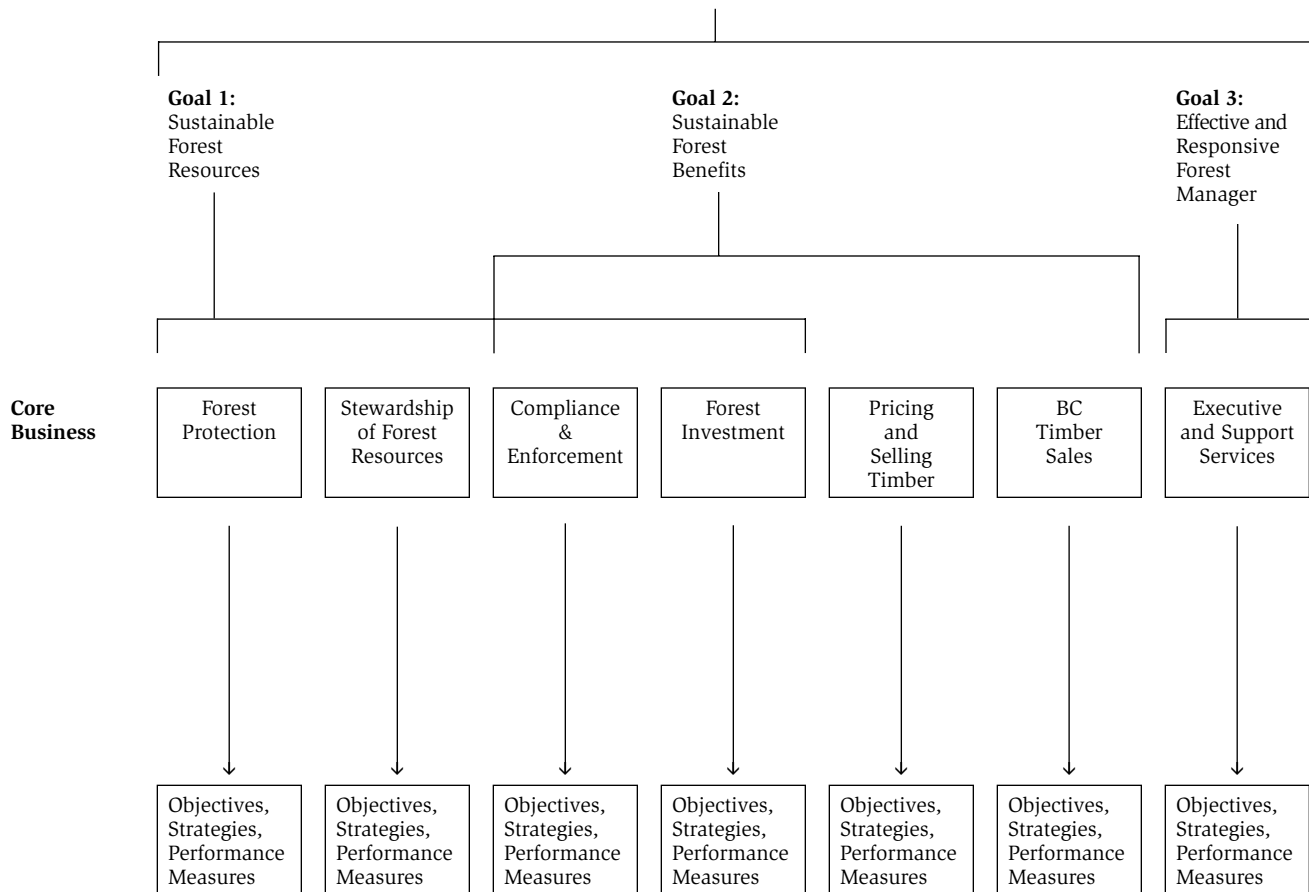 Goal 1:
Sustainable
Forest
Resources
Goal 2:
Sustainable
Forest
Benefits
Goal 3:
Effective and
Responsive
Forest
Manager
Core
Business
Forest
Protection
Stewardship
of Forest
Resources
Compliance
&
Enforcement
Forest
Investment
Pricing
and
Selling
Timber
BC
Timber
Sales
Executive
and Support
Services
Objectives,
Strategies,
Performance
Measures
Objectives,
Strategies,
Performance
Measures
Objectives,
Strategies,
Performance
Measures
Objectives,
Strategies,
Performance
Measures
Objectives,
Strategies,
Performance
Measures
Objectives,
Strategies,
Performance
Measures
Objectives,
Strategies,
Performance
Measures